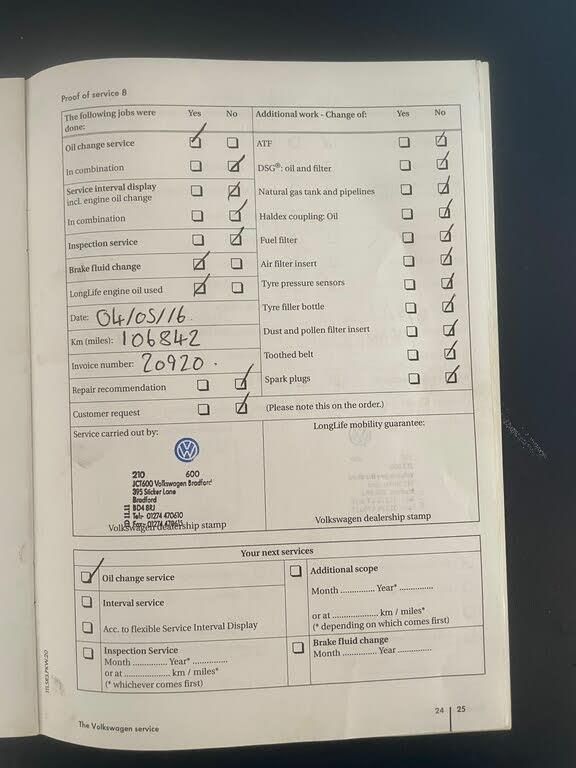 Proof of service 8
The following jobs were done: Yes No
Oil change service
In combination
Service interval display
incl. engine oil change
In combination
Inspection service
Brake fluid change
LongLife engine oil used
Date: 04/05/16.
Km (miles): 106842
Invoice number: 20920.
Repair recommendation
Customer request
Additional work - Change of: Yes No
ATF
DSG®: oil and filter
Natural gas tank and pipelines
Haldex coupling: Oil
Fuel filter
Air filter insert
Tyre pressure sensors
Tyre filler bottle
Dust and pollen filter insert
Toothed belt
Spark plugs
(Please note this on the order.)
Service carried out by:
210 600
JCT600 Volkswagen Bradford
395 Sticker Lane
Bradford
BD4 8RJ
Tel:- 01274 470610
Fax:- 01274 470615
Volkswagen dealership stamp
LongLife mobility guarantee:
Volkswagen dealership stamp
Your next services
Oil change service
Interval service
Acc. to flexible Service Interval Display
Inspection Service
Month ............ Year* ............
or at ............ km / miles*
(* whichever comes first)
Additional scope
Month ............ Year* ............
or at ............ km / miles*
(* depending on which comes first)
Brake fluid change
Month ............ Year ............
The Volkswagen service
24 25